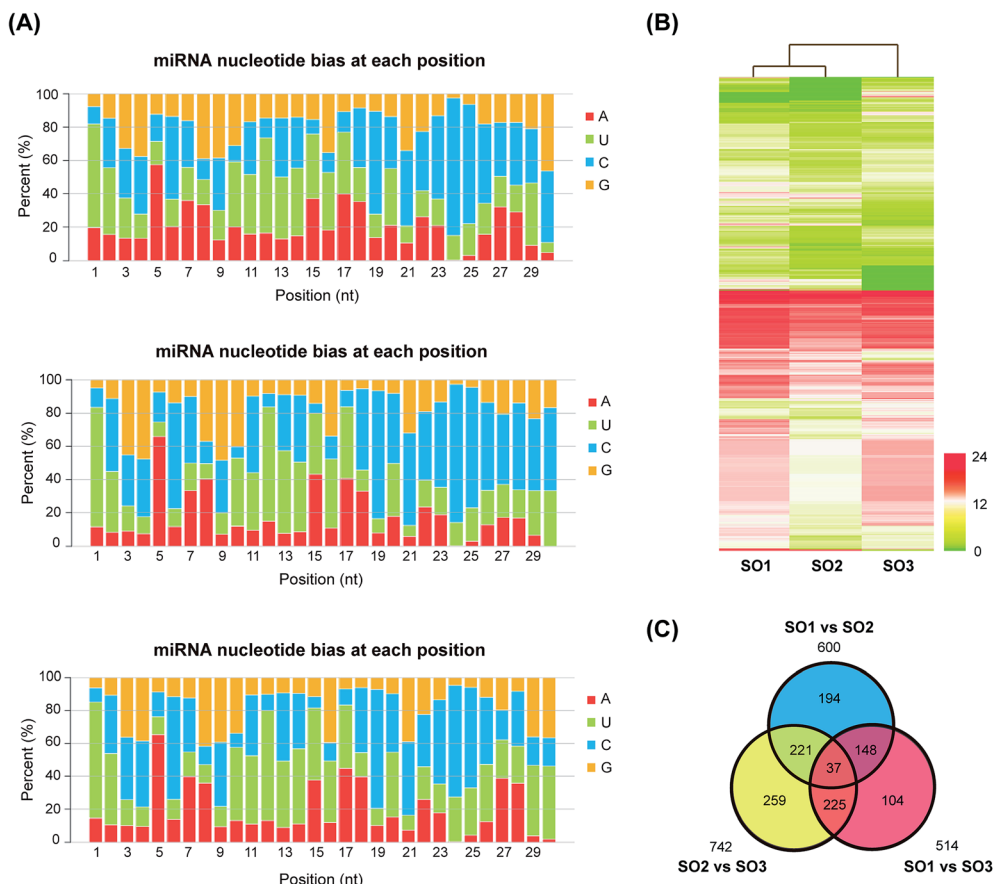 (A)
miRNA nucleotide bias at each position
100
80
60
40
20
0
Percent (%)
1 3 5 7 9 11 13 15 17 19 21 23 25 27 29
Position (nt)
A
U
C
G
miRNA nucleotide bias at each position
100
80
60
40
20
0
Percent (%)
1 3 5 7 9 11 13 15 17 19 21 23 25 27 29
Position (nt)
A
U
C
G
miRNA nucleotide bias at each position
100
80
60
40
20
0
Percent (%)
1 3 5 7 9 11 13 15 17 19 21 23 25 27 29
Position (nt)
A
U
C
G
(B)
24
12
0
SO1 SO2 SO3
(C)
SO1 vs SO2
600
194
221
148
37
259
225
104
742
SO2 vs SO3
514
SO1 vs SO3